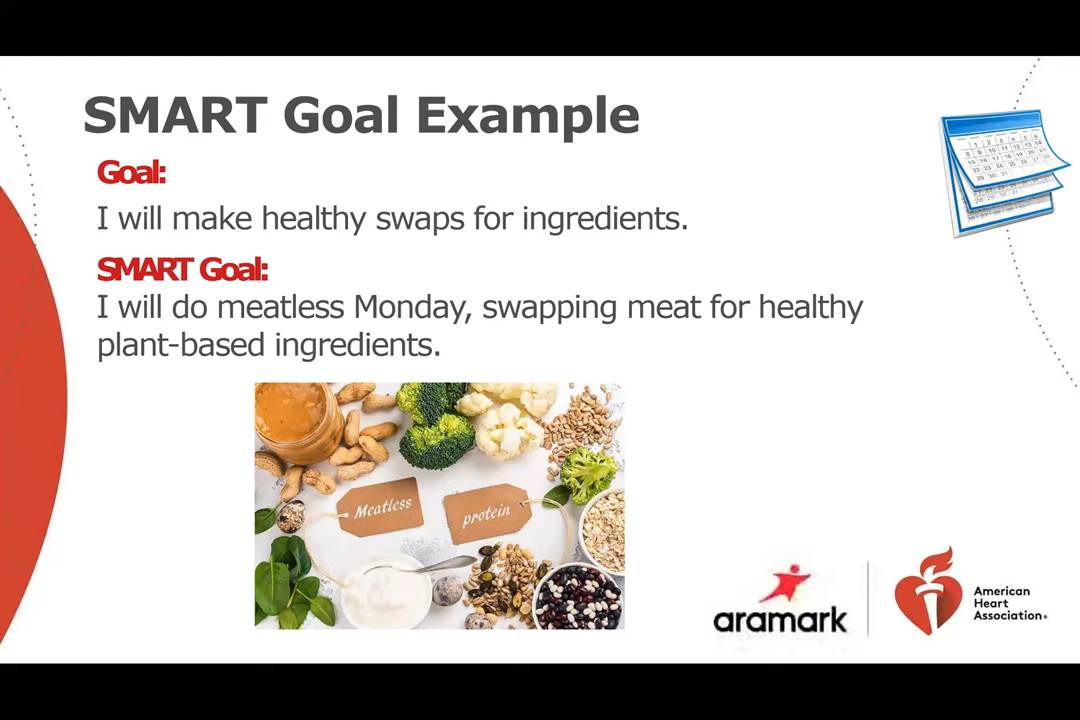 SMART Goal Example
Goal:
I will make healthy swaps for ingredients.
SMART Goal:
I will do meatless Monday, swapping meat for healthy
plant-based ingredients.
Meatless
protein
aramark
American
Heart
Association®